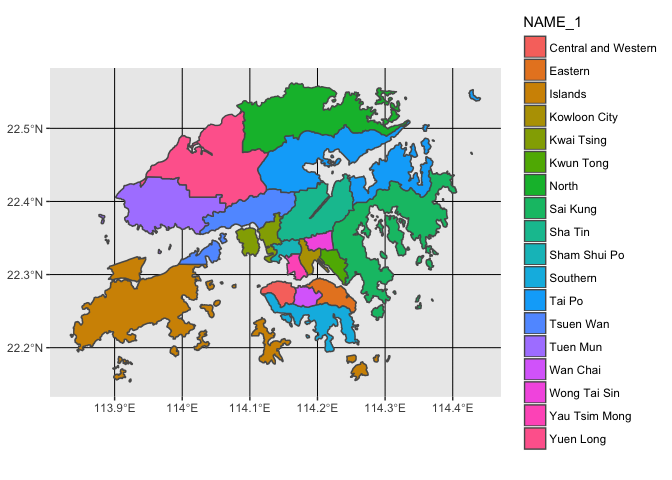 NAME_1
Central and Western
Eastern
Islands
Kowloon City
Kwai Tsing
Kwun Tong
North
Sai Kung
Sha Tin
Sham Shui Po
Southern
Tai Po
Tsuen Wan
Tuen Mun
Wan Chai
Wong Tai Sin
Yau Tsim Mong
Yuen Long
22.5°N
22.4°N
22.3°N
22.2°N
113.9°E 114°E 114.1°E 114.2°E 114.3°E 114.4°E